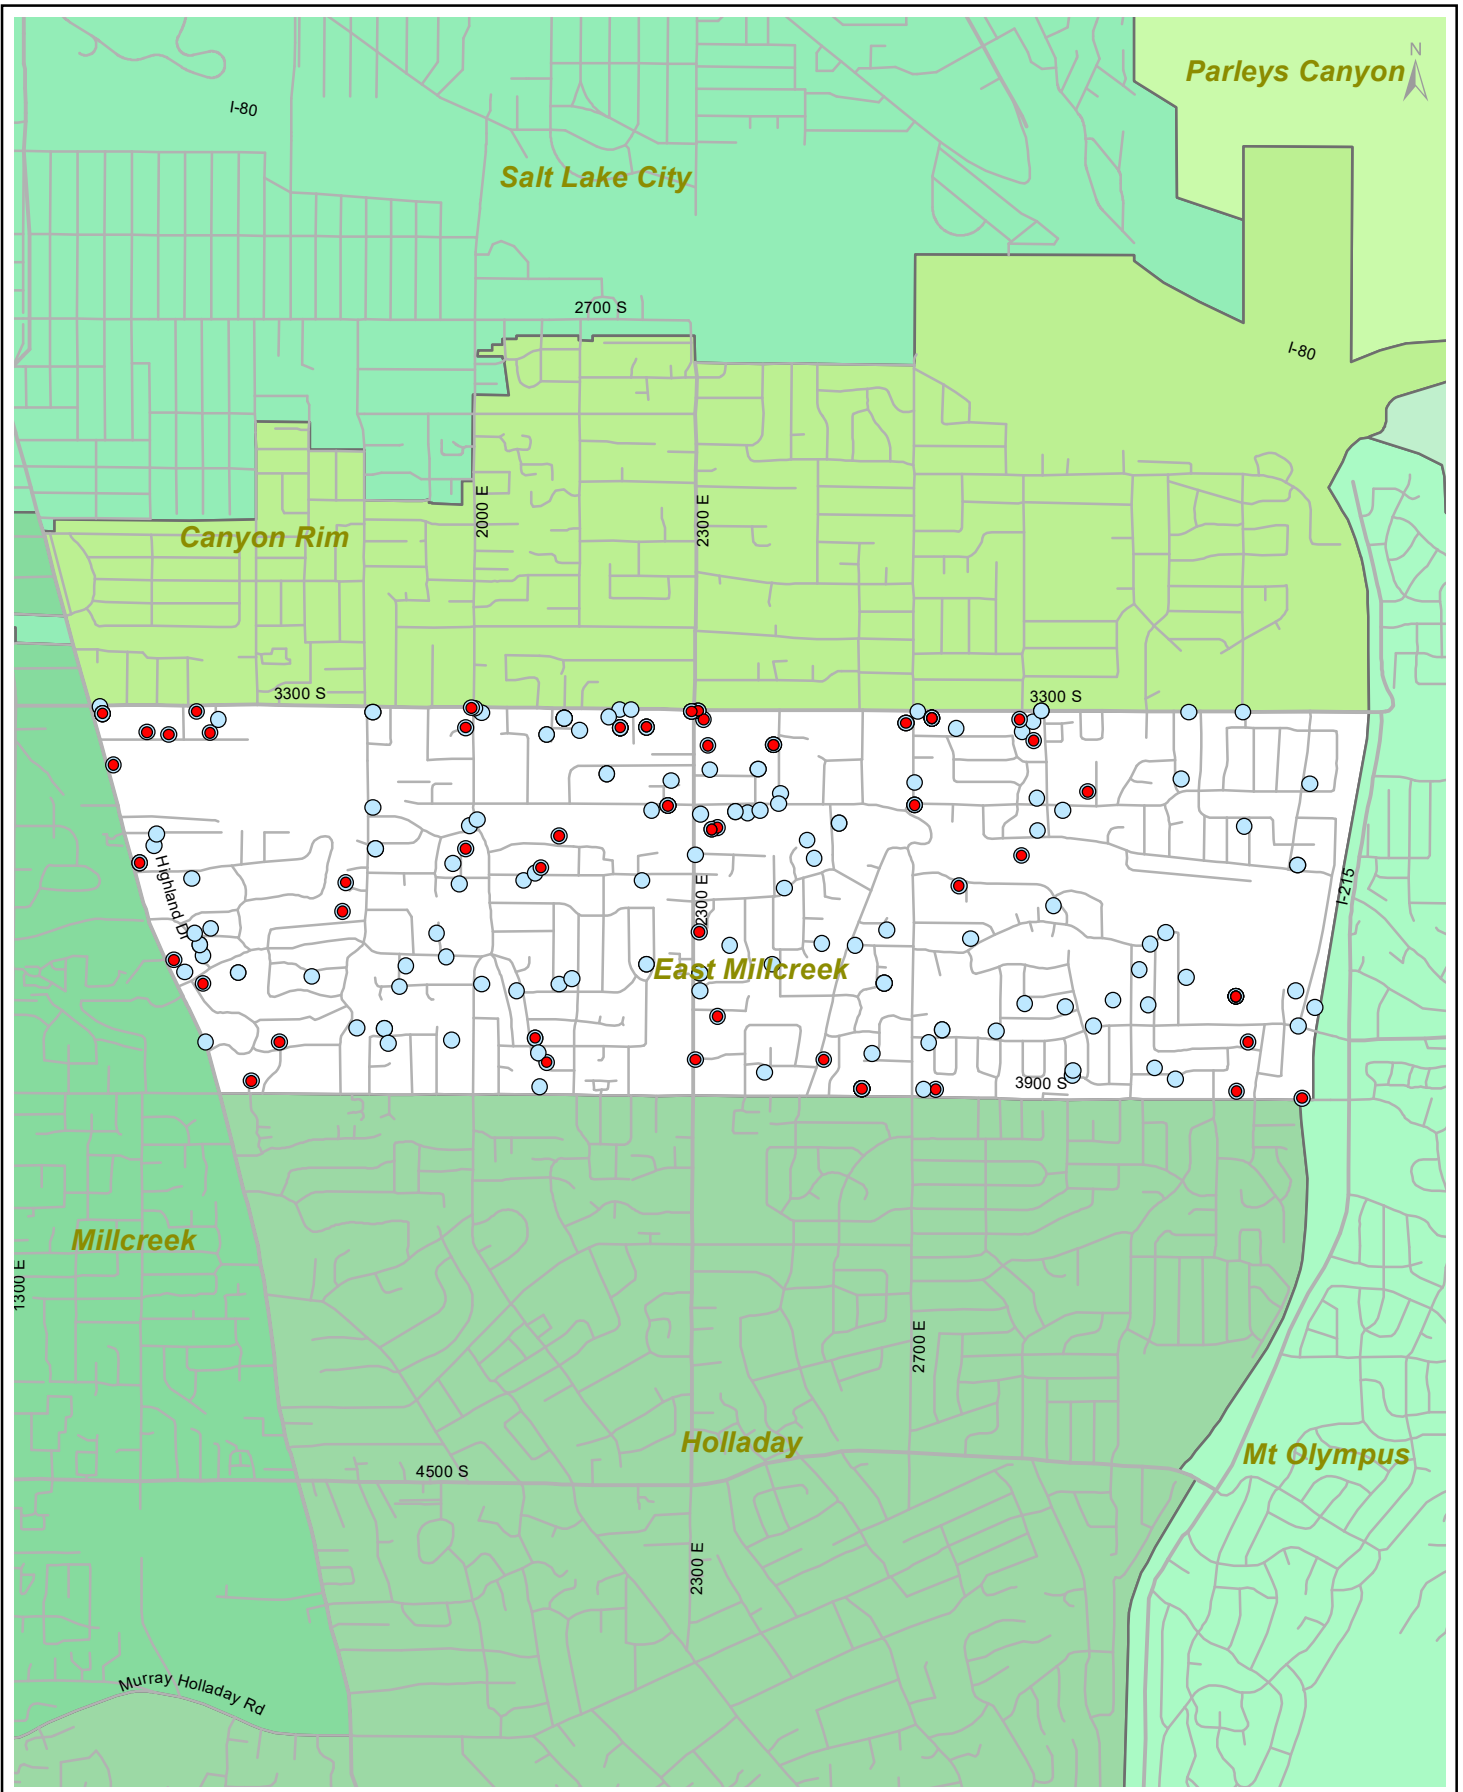 N
Parleys Canyon
I-80
Salt Lake City
2700 S
I-80
2000 E
2300 E
Canyon Rim
3300 S
3300 S
Highland Dr
2300 E
I-215
East Millcreek
3900 S
Millcreek
1300 E
2700 E
Holladay
Mt Olympus
4500 S
2300 E
Murray Holladay Rd